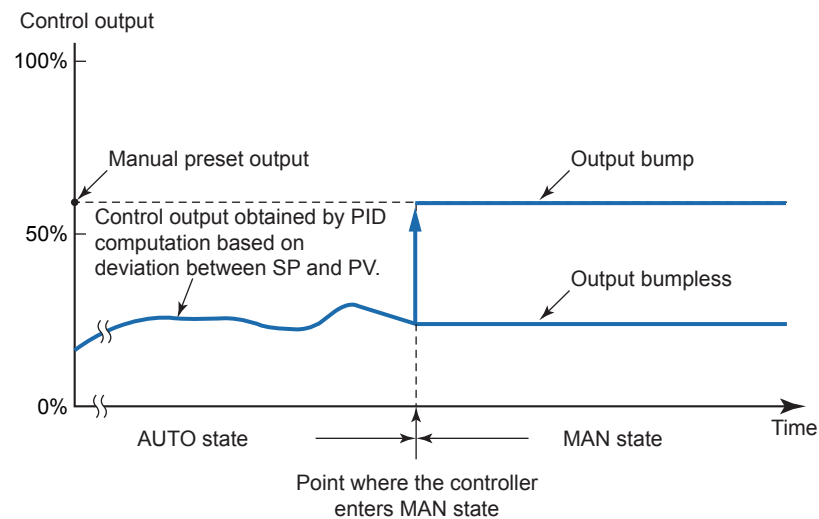 Control output
100%
Manual preset output
Output bump
Control output obtained by PID
computation based on
deviation between SP and PV.
50%
Output bumpless
0%
Time
AUTO state
MAN state
Point where the controller
enters MAN state